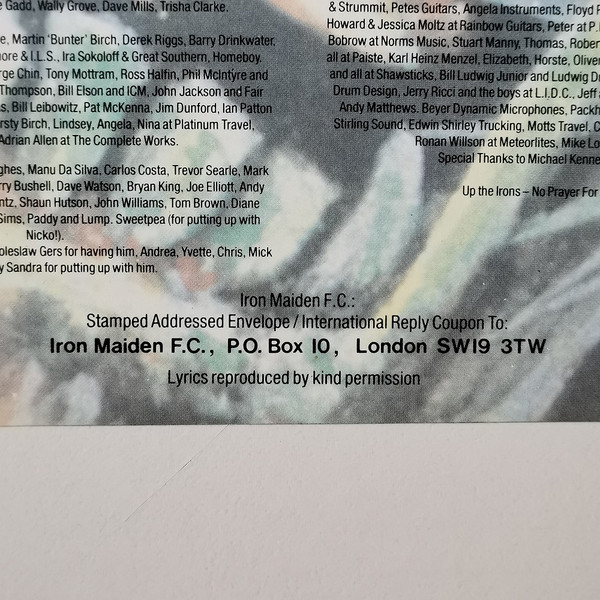 Gadd, Wally Grove, Dave Mills, Trisha Clarke.
Martin 'Bunter' Birch, Derek Riggs, Barry Drinkwater,
& I.L.S., Ira Sokoloff & Great Southern, Homeboy.
Chin, Tony Mottram, Ross Halfin, Phil McIntyre and
Thompson, Bill Elson and ICM, John Jackson and Fair
Bill Leibowitz, Pat McKenna, Jim Dunford, Ian Patton
Birch, Lindsey, Angela, Nina at Platinum Travel,
Adrian Allen at The Complete Works.
Manu Da Silva, Carlos Costa, Trevor Searle, Mark
Bushell, Dave Watson, Bryan King, Joe Elliott, Andy
Shaun Hutson, John Williams, Tom Brown, Diane
Sims, Paddy and Lump. Sweetpea (for putting up with
Nicko!).
Gers for having him, Andrea, Yvette, Chris, Mick
Sandra for putting up with him.
& Strummit, Petes Guitars, Angela Instruments, Floyd
Howard & Jessica Moltz at Rainbow Guitars, Peter at P.
Bobrow at Norms Music, Stuart Manny, Thomas,
all at Paiste, Karl Heinz Menzel, Elizabeth, Horste,
and all at Shawsticks, Bill Ludwig Junior and Ludwig
Drum Design, Jerry Ricci and the boys at L.I.D.C., Jeff
Andy Matthews. Beyer Dynamic Microphones,
Stirling Sound, Edwin Shirley Trucking, Motts Travel,
Ronan Willson at Meteorlites, Mike
Special Thanks to Michael
Up the Irons – No Prayer For
Iron Maiden F.C.:
Stamped Addressed Envelope / International Reply Coupon To:
Iron Maiden F.C., P.O. Box 10, London SW19 3TW
Lyrics reproduced by kind permission